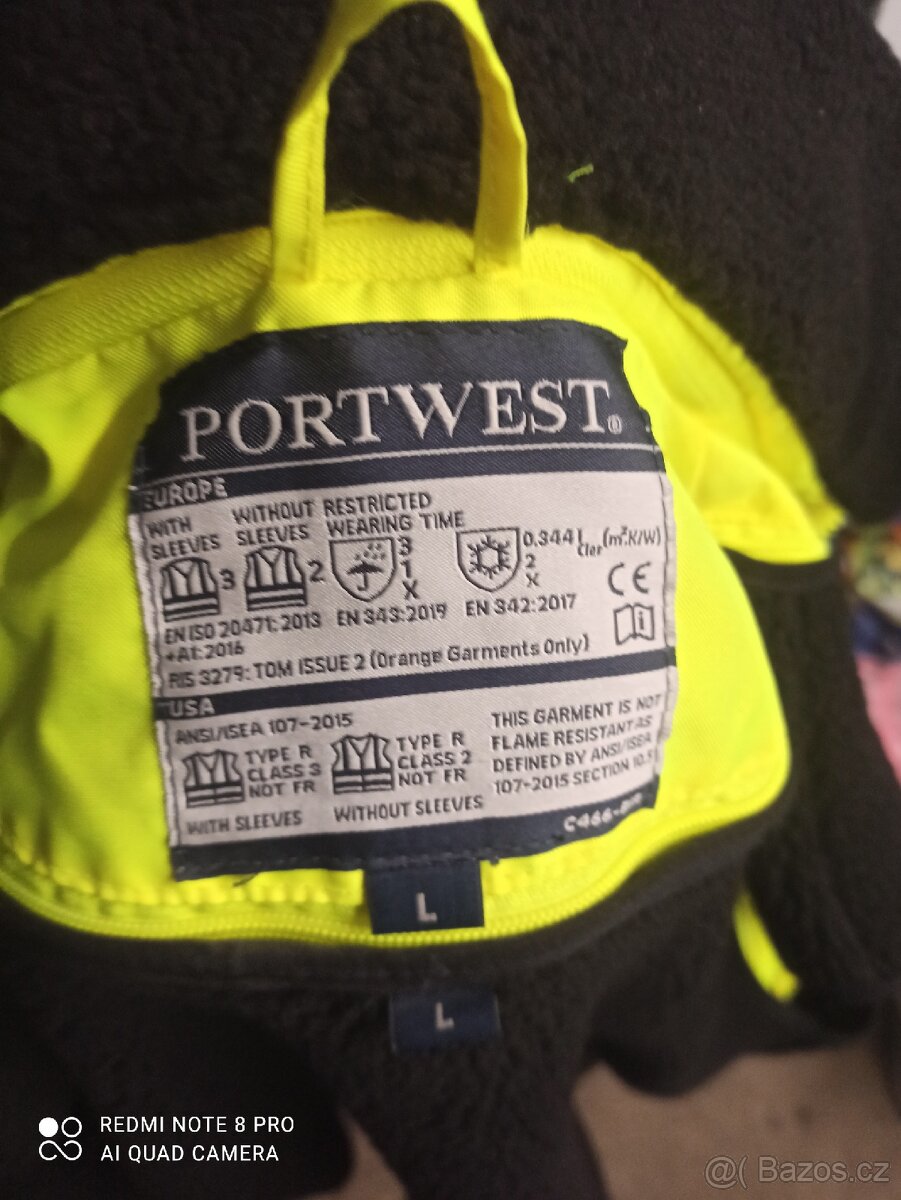 PORTWEST®
EUROPE
WITH SLEEVES 3
WITHOUT SLEEVES 2
RESTRICTED WEARING TIME
3
1
X
0.344 Icler (m².K/W)
2
X
CE
i
EN ISO 20471: 2013
+A1: 2016
EN 343:2019
EN 342:2017
RIS 3279: TOM ISSUE 2 (Orange Garments Only)
USA
ANSI/ISEA 107-2015
TYPE R
CLASS 3
NOT FR
WITH SLEEVES
TYPE R
CLASS 2
NOT FR
WITHOUT SLEEVES
THIS GARMENT IS NOT
FLAME RESISTANT AS
DEFINED BY ANSI/ISEA
107-2015 SECTION 10.5
L
L
REDMI NOTE 8 PRO
AI QUAD CAMERA
@( Bazos.cz